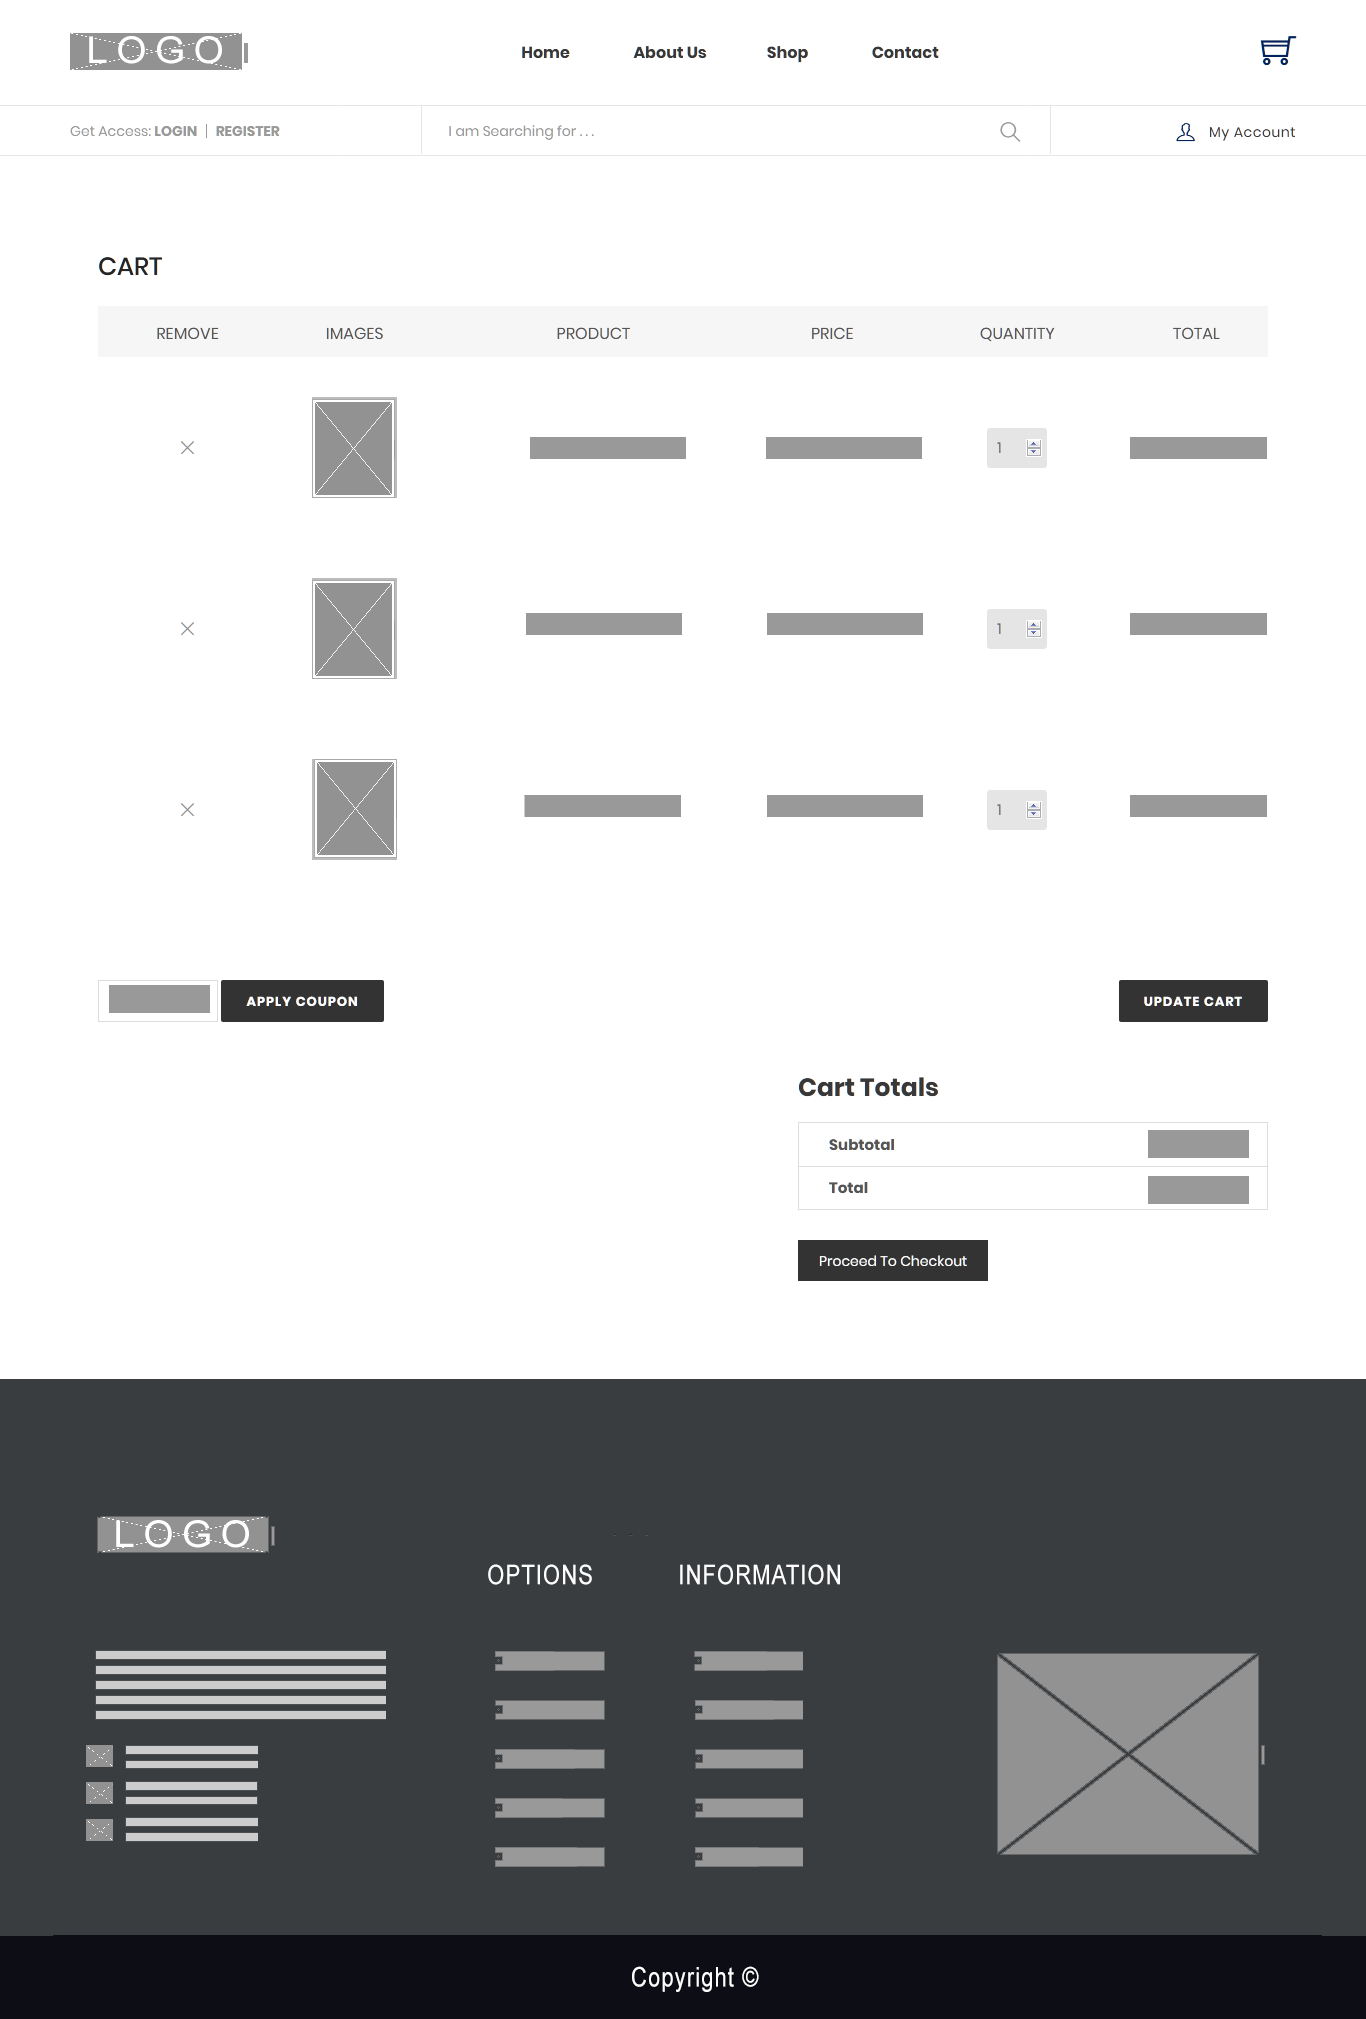 LOGO
Home About Us Shop Contact
Get Access: LOGIN | REGISTER
I am Searching for . . .
My Account
CART
REMOVE IMAGES PRODUCT PRICE QUANTITY TOTAL
1
1
1
APPLY COUPON
UPDATE CART
Cart Totals
Subtotal
Total
Proceed To Checkout
LOGO
OPTIONS INFORMATION
Copyright ©